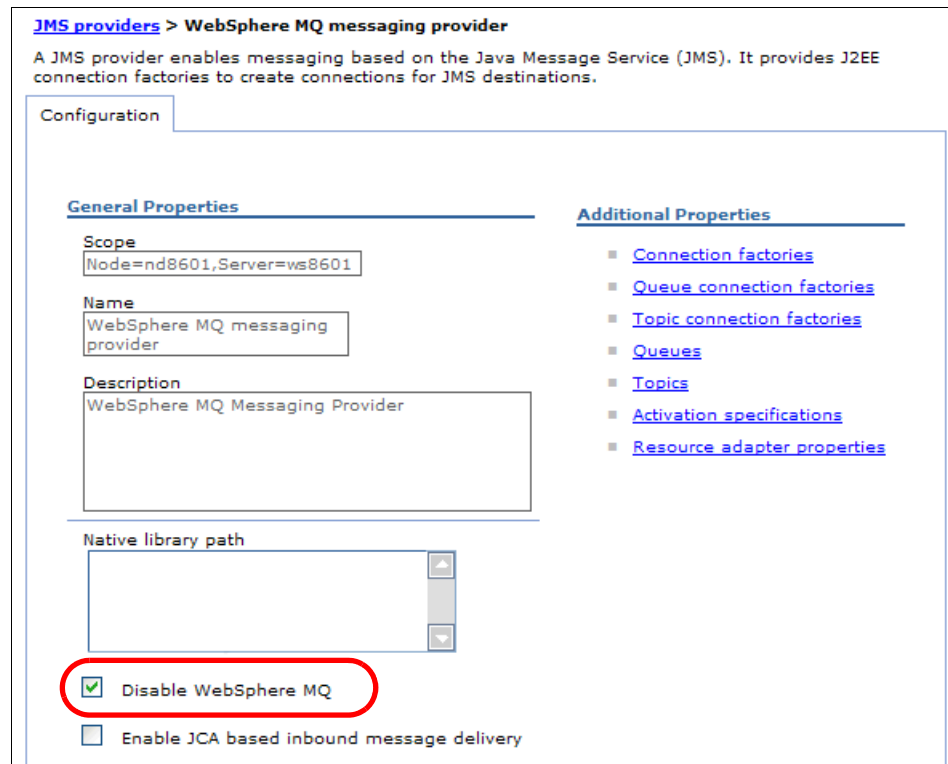 JMS providers > WebSphere MQ messaging provider
A JMS provider enables messaging based on the Java Message Service (JMS). It provides J2EE
connection factories to create connections for JMS destinations.
Configuration
General Properties
Scope
Node=nd8601,Server=ws8601
Name
WebSphere MQ messaging
provider
Description
WebSphere MQ Messaging Provider
Native library path
Disable WebSphere MQ
Enable JCA based inbound message delivery
Additional Properties
Connection factories
Queue connection factories
Topic connection factories
Queues
Topics
Activation specifications
Resource adapter properties